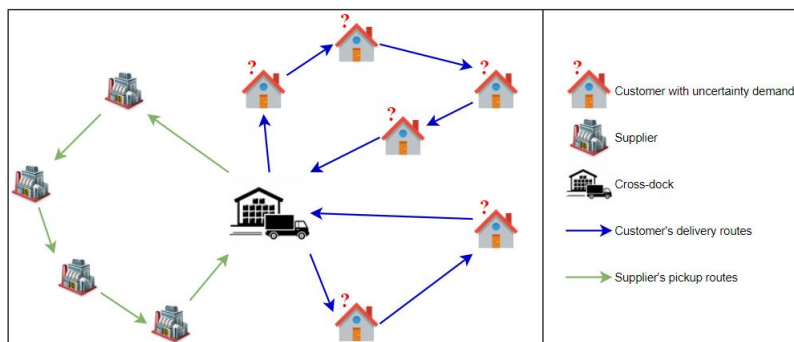 ?
?
?
?
?
?
? Customer with uncertainty demand
Supplier
Cross-dock
Customer's delivery routes
Supplier's pickup routes